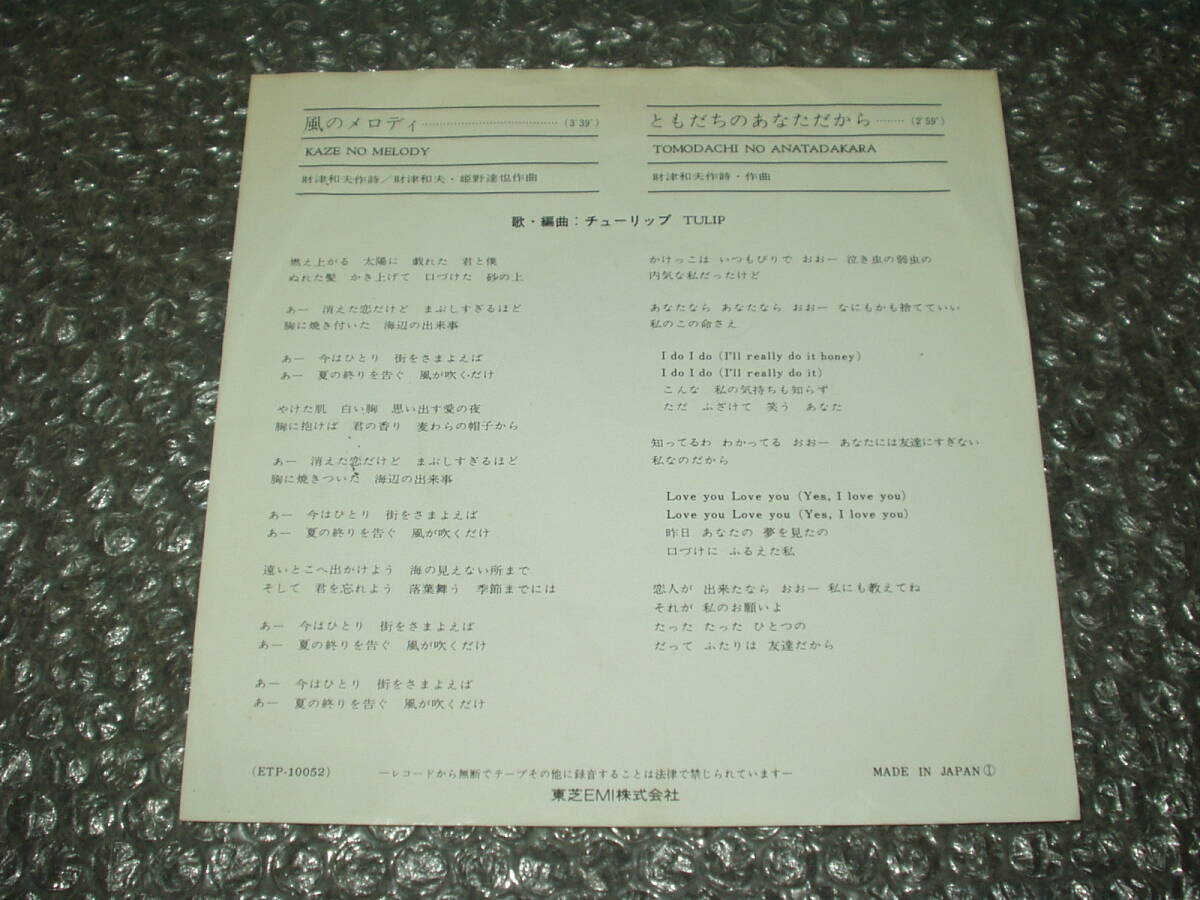 風のメロディ ……………………………… (3′39″)
KAZE NO MELODY
財津和夫作詩／財津和夫・姫野達也作曲
ともだちのあなただから …… (2′59″)
TOMODACHI NO ANATADAKARA
財津和夫作詩・作曲
歌・編曲：チューリップ TULIP
燃え上がる 太陽に 戯れた 君と僕
ぬれた髪 かき上げて 口づけた 砂の上
あー 消えた恋だけど まぶしすぎるほど
胸に焼き付いた 海辺の出来事
あー 今はひとり 街をさまよえば
あー 夏の終りを告ぐ 風が吹くだけ
やけた肌 白い胸 思い出す愛の夜
胸に抱けば 君の香り 麦わらの帽子から
あー 消えた恋だけど まぶしすぎるほど
胸に焼きついた 海辺の出来事
あー 今はひとり 街をさまよえば
あー 夏の終りを告ぐ 風が吹くだけ
遠いとこへ出かけよう 海の見えない所まで
そして 君を忘れよう 落葉舞う 季節までには
あー 今はひとり 街をさまよえば
あー 夏の終りを告ぐ 風が吹くだけ
あー 今はひとり 街をさまよえば
あー 夏の終りを告ぐ 風が吹くだけ
かけっこは いつもびりで おおー 泣き虫の弱虫の
内気な私だったけど
あなたなら あなたなら おおー なにもかも捨てていい
私のこの命さえ
I do I do (I'll really do it honey)
I do I do (I'll really do it)
こんな 私の気持ちも知らず
ただ ふざけて 笑う あなた
知ってるわ わかってる おおー あなたには友達にすぎない
私なのだから
Love you Love you (Yes, I love you)
Love you Love you (Yes, I love you)
昨日 あなたの 夢を見たの
口づけに ふるえた私
恋人が 出来たなら おおー 私にも教えてね
それが 私のお願いよ
たった たった ひとつの
だって ふたりは 友達だから
(ETP-10052)
―レコードから無断でテープその他に録音することは法律で禁じられています―
MADE IN JAPAN①
東芝EMI株式会社